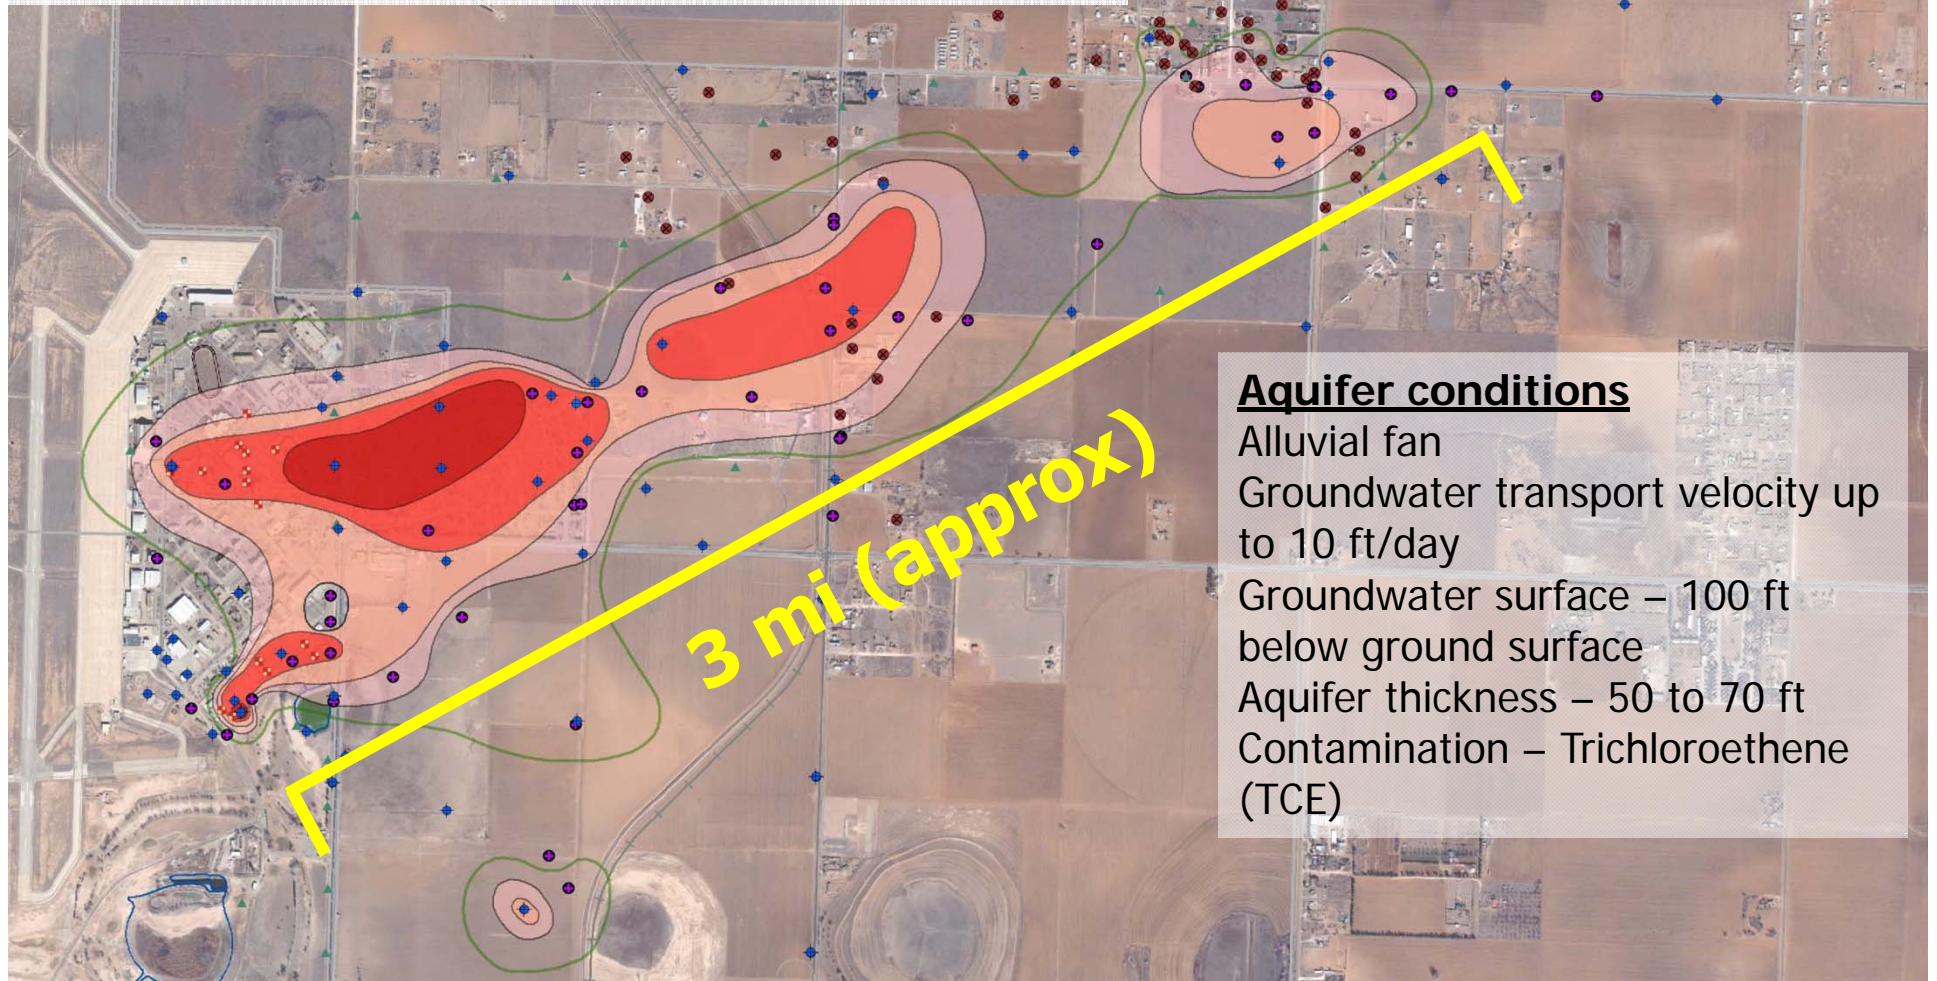 Aquifer conditions
Alluvial fan
Groundwater transport velocity up
to 10 ft/day
Groundwater surface – 100 ft
below ground surface
Aquifer thickness – 50 to 70 ft
Contamination – Trichloroethene
(TCE)
3 mi (approx)